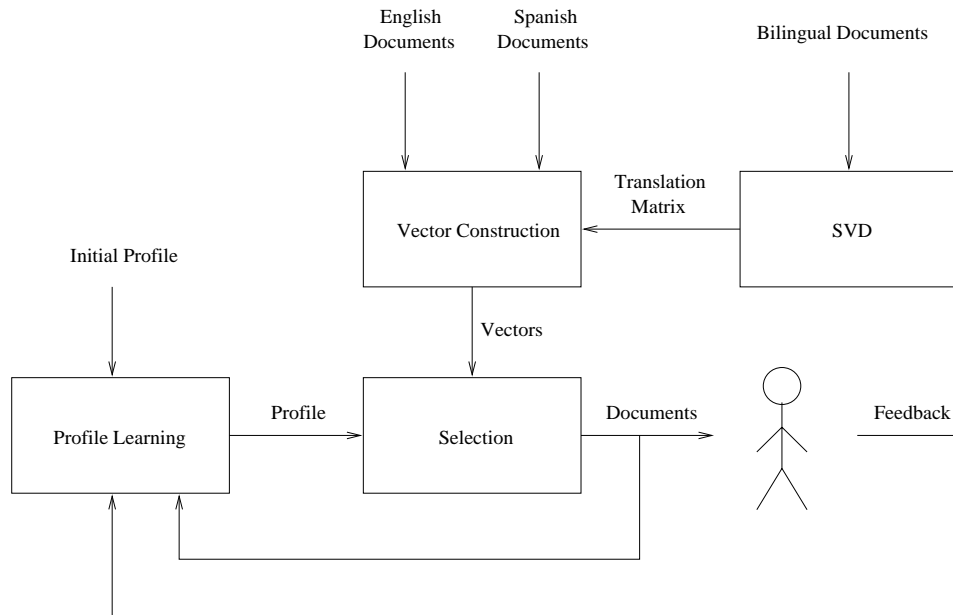 English
Documents
Spanish
Documents
Bilingual Documents
Translation
Matrix
Vector Construction
SVD
Initial Profile
Vectors
Profile Learning
Profile
Selection
Documents
Feedback